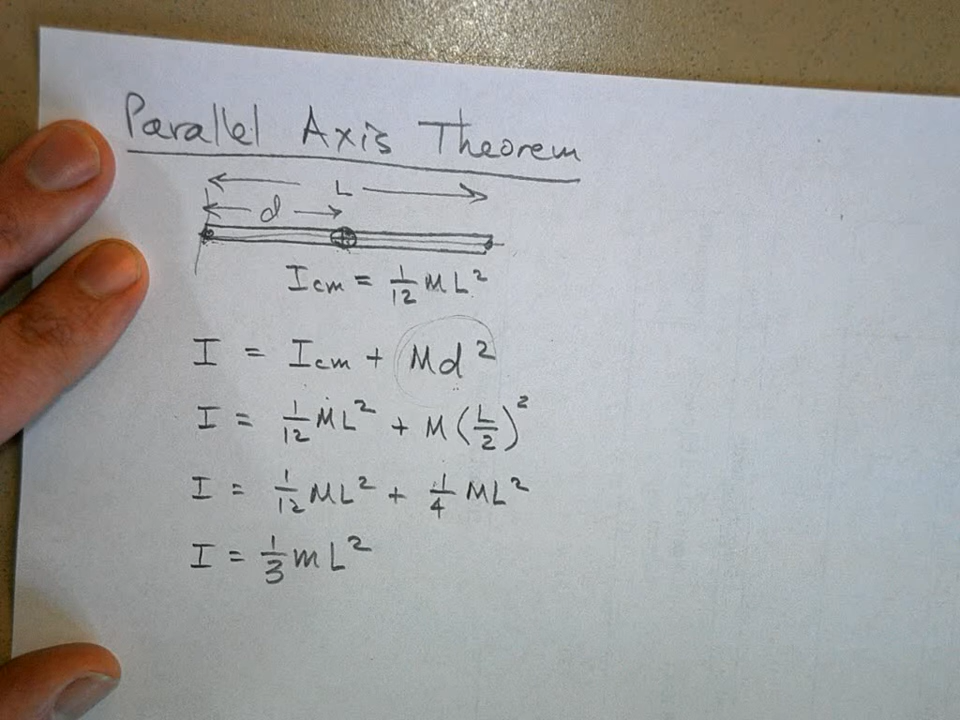 Parallel Axis Theorem
L
d
Icm = 1/12 ML²
I = Icm + Md²
I = 1/12 ML² + M(L/2)²
I = 1/12 ML² + 1/4 ML²
I = 1/3 mL²